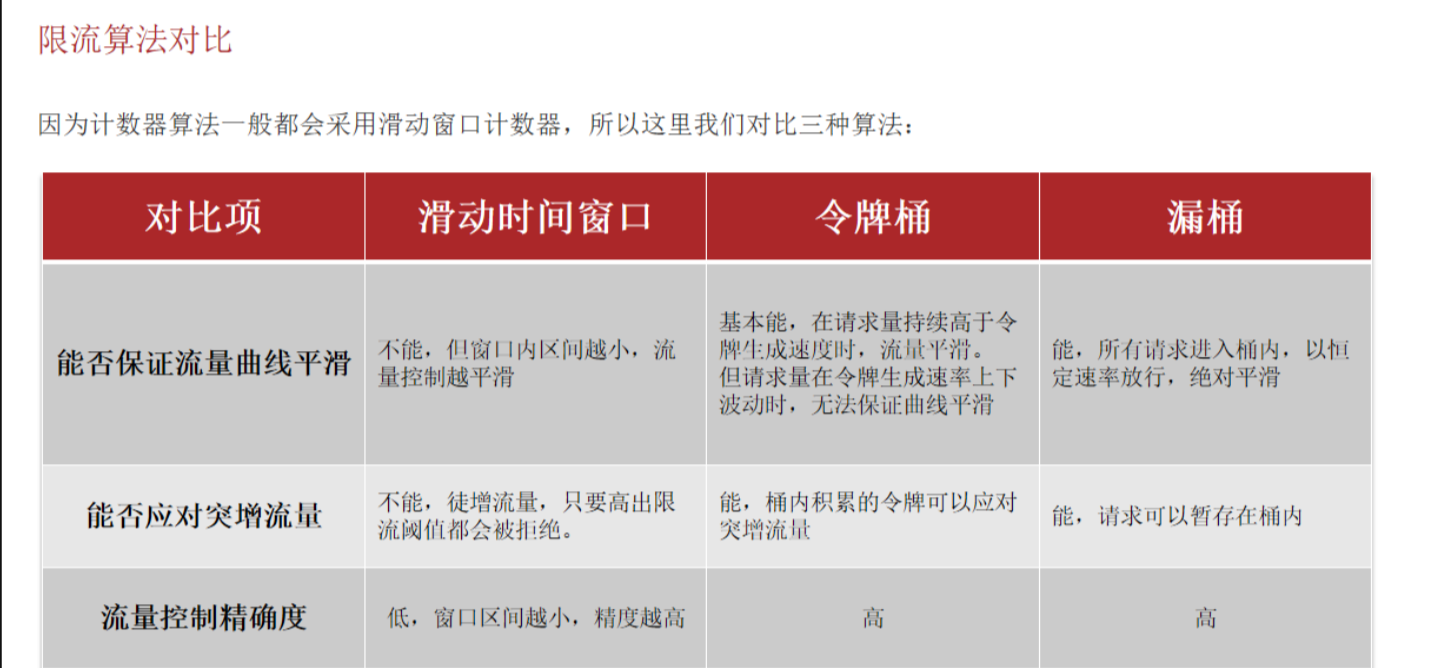 限流算法对比
因为计数器算法一般都会采用滑动窗口计数器，所以这里我们对比三种算法：
对比项
滑动时间窗口
令牌桶
漏桶
能否保证流量曲线平滑
不能，但窗口内区间越小，流
量控制越平滑
基本能，在请求量持续高于令
牌生成速度时，流量平滑。
但请求量在令牌生成速率上下
波动时，无法保证曲线平滑
能，所有请求进入桶内，以恒
定速率放行，绝对平滑
能否应对突增流量
不能，徒增流量，只要高出限
流阈值都会被拒绝。
能，桶内积累的令牌可以应对
突增流量
能，请求可以暂存在桶内
流量控制精确度
低，窗口区间越小，精度越高
高
高